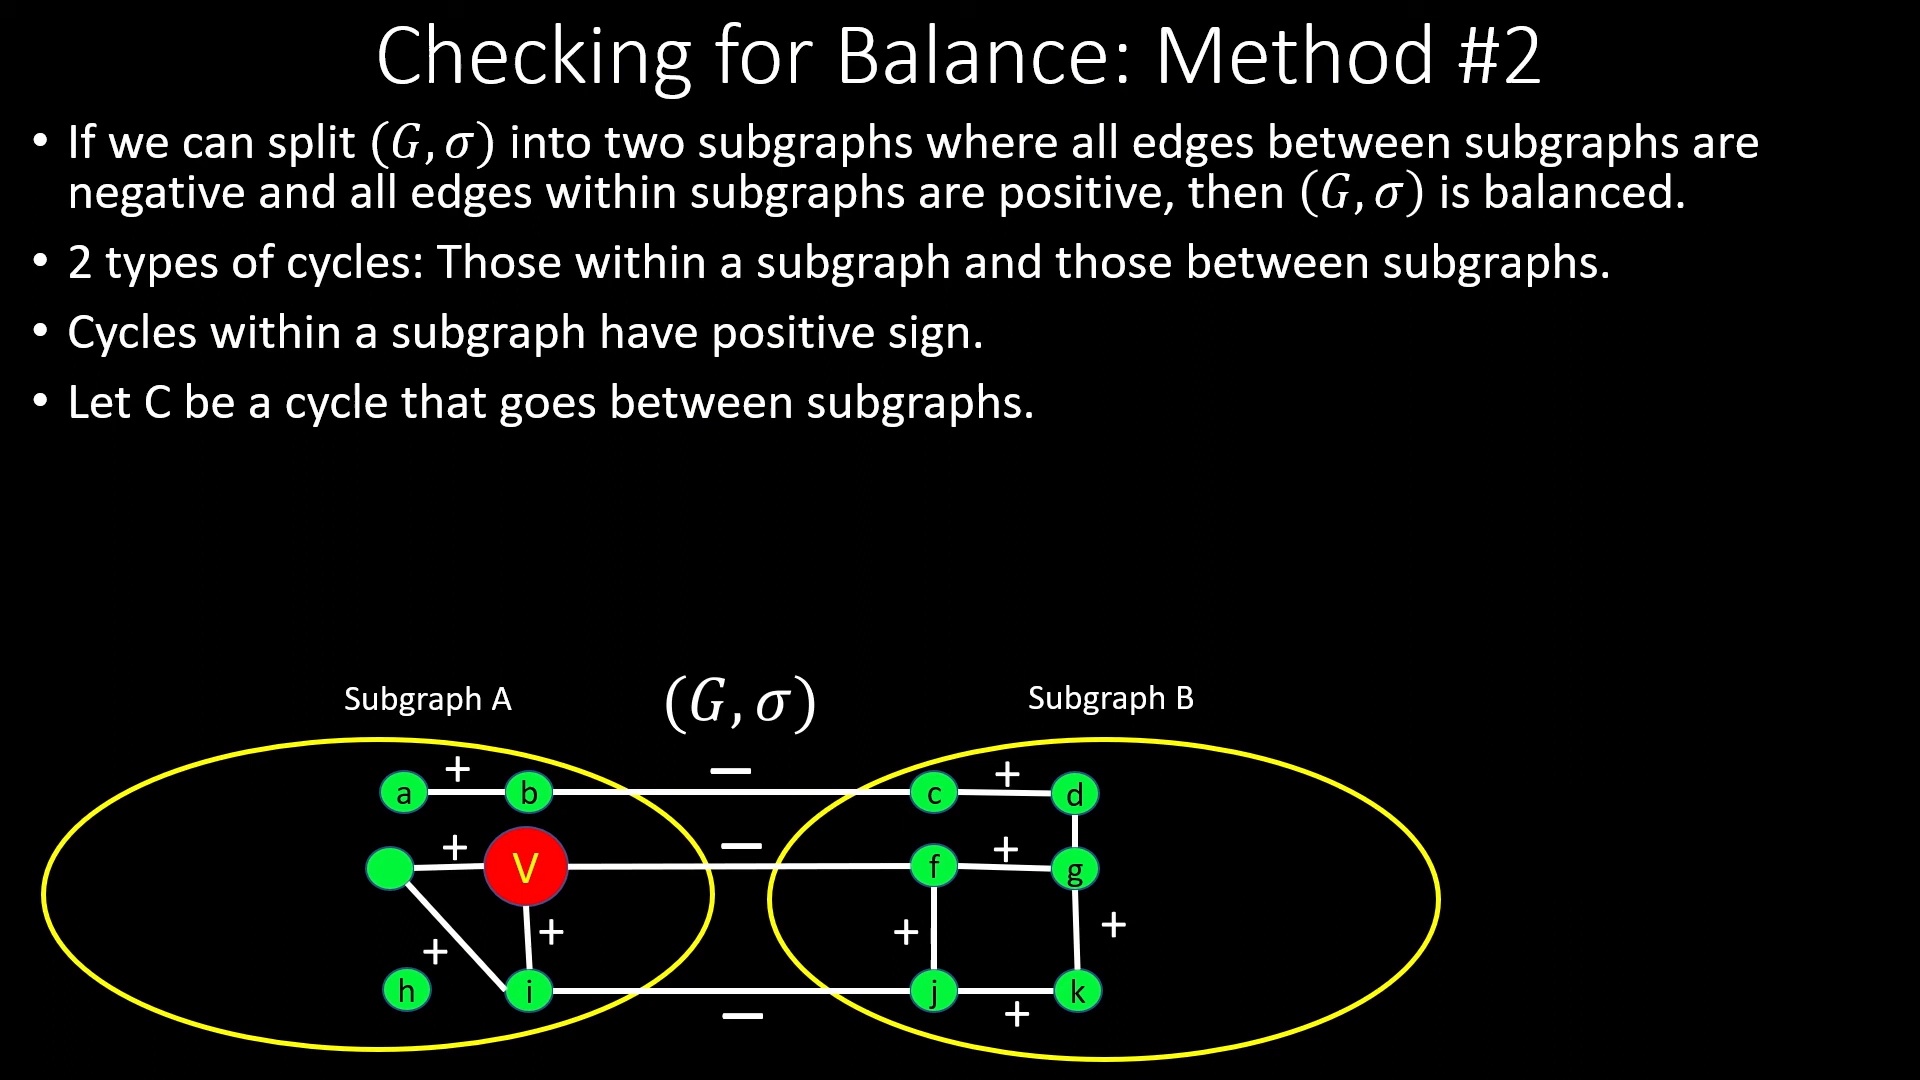 Checking for Balance: Method #2
• If we can split (G, σ) into two subgraphs where all edges between subgraphs are
negative and all edges within subgraphs are positive, then (G, σ) is balanced.
• 2 types of cycles: Those within a subgraph and those between subgraphs.
• Cycles within a subgraph have positive sign.
• Let C be a cycle that goes between subgraphs.
Subgraph A (G, σ) Subgraph B
+ − +
a b c d
+ − +
V f g
+ + + +
h i j k
− +